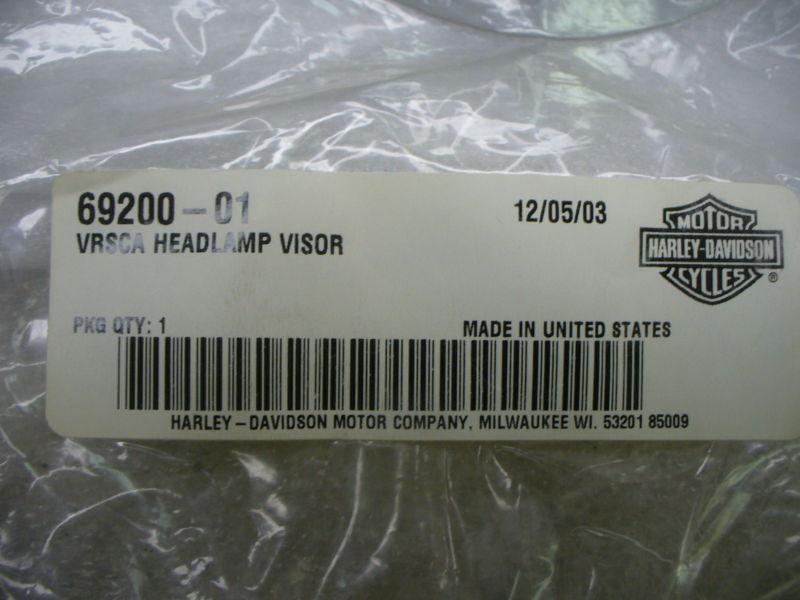 69200-01
12/05/03
VRSCA HEADLAMP VISOR
MOTOR
HARLEY-DAVIDSON
CYCLES®
PKG QTY: 1
MADE IN UNITED STATES
HARLEY-DAVIDSON MOTOR COMPANY, MILWAUKEE WI. 53201 85009